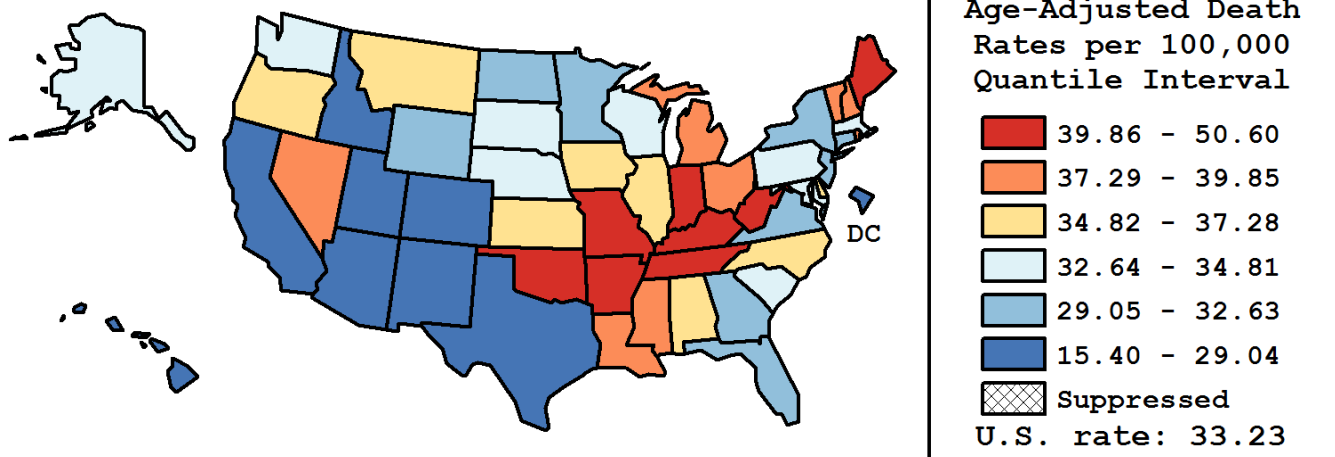 Age-Adjusted Death
Rates per 100,000
Quantile Interval
39.86 - 50.60
37.29 - 39.85
34.82 - 37.28
32.64 - 34.81
29.05 - 32.63
15.40 - 29.04
Suppressed
U.S. rate: 33.23
DC